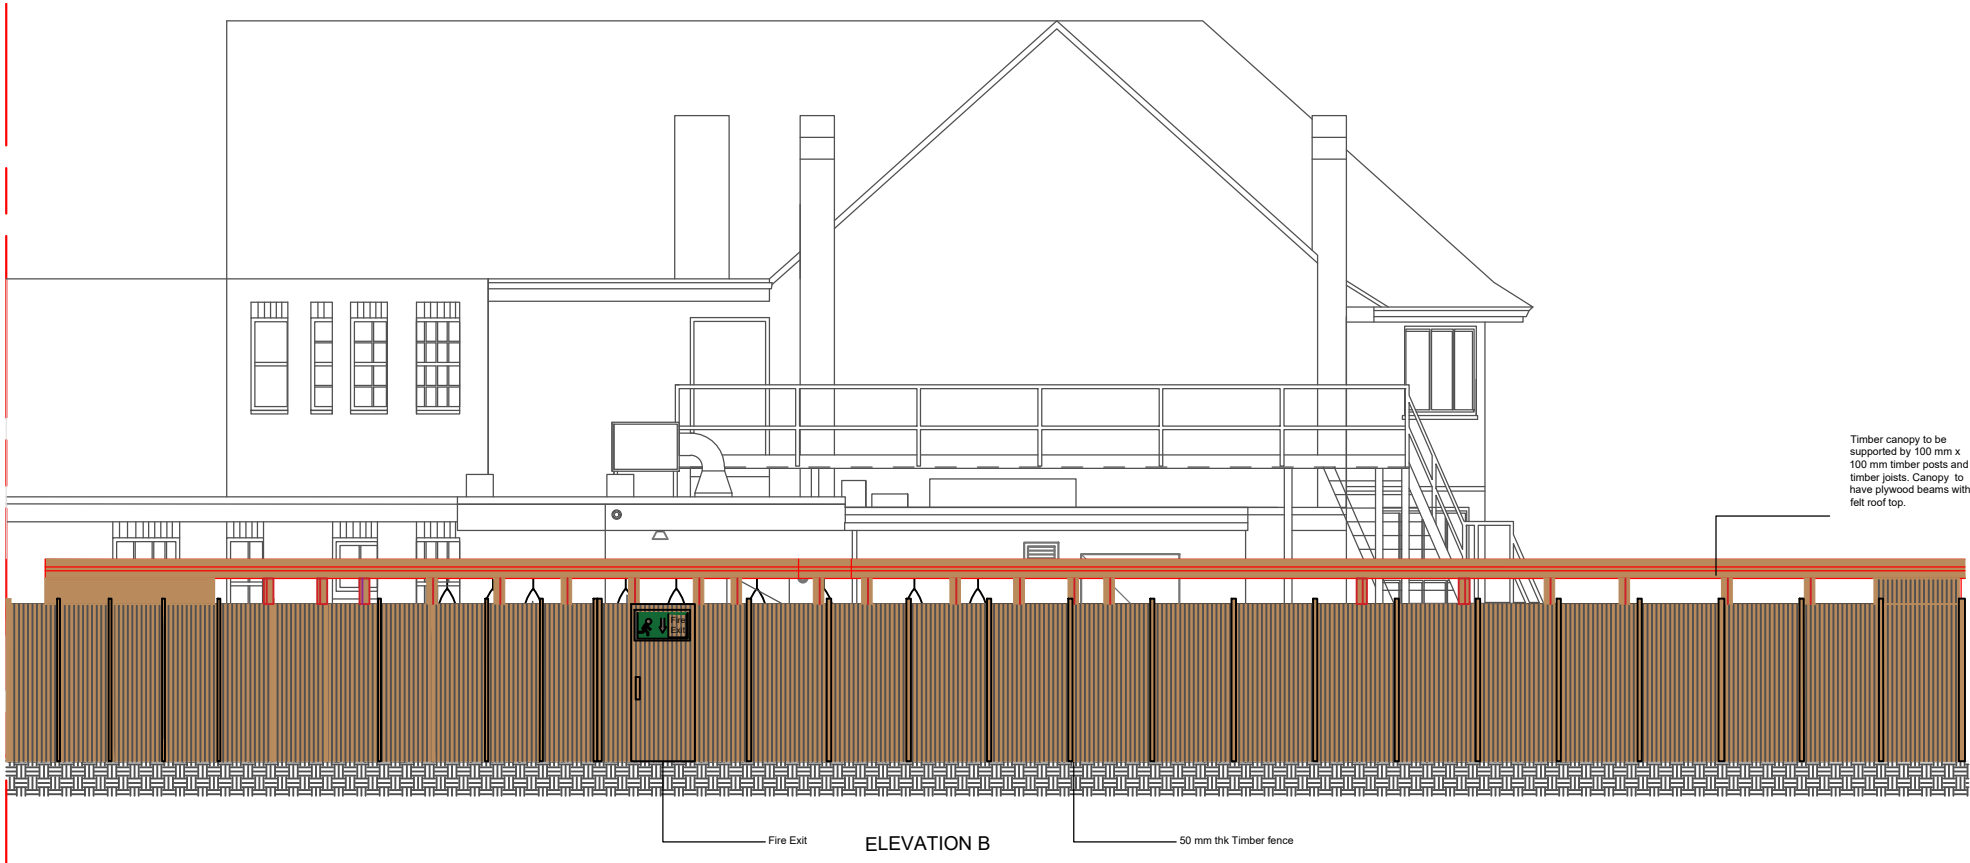 Timber canopy to be
supported by 100 mm x
100 mm timber posts and
timber joists. Canopy to
have plywood beams with
felt roof top.
Fire
Exit
Fire Exit
ELEVATION B
50 mm thk Timber fence